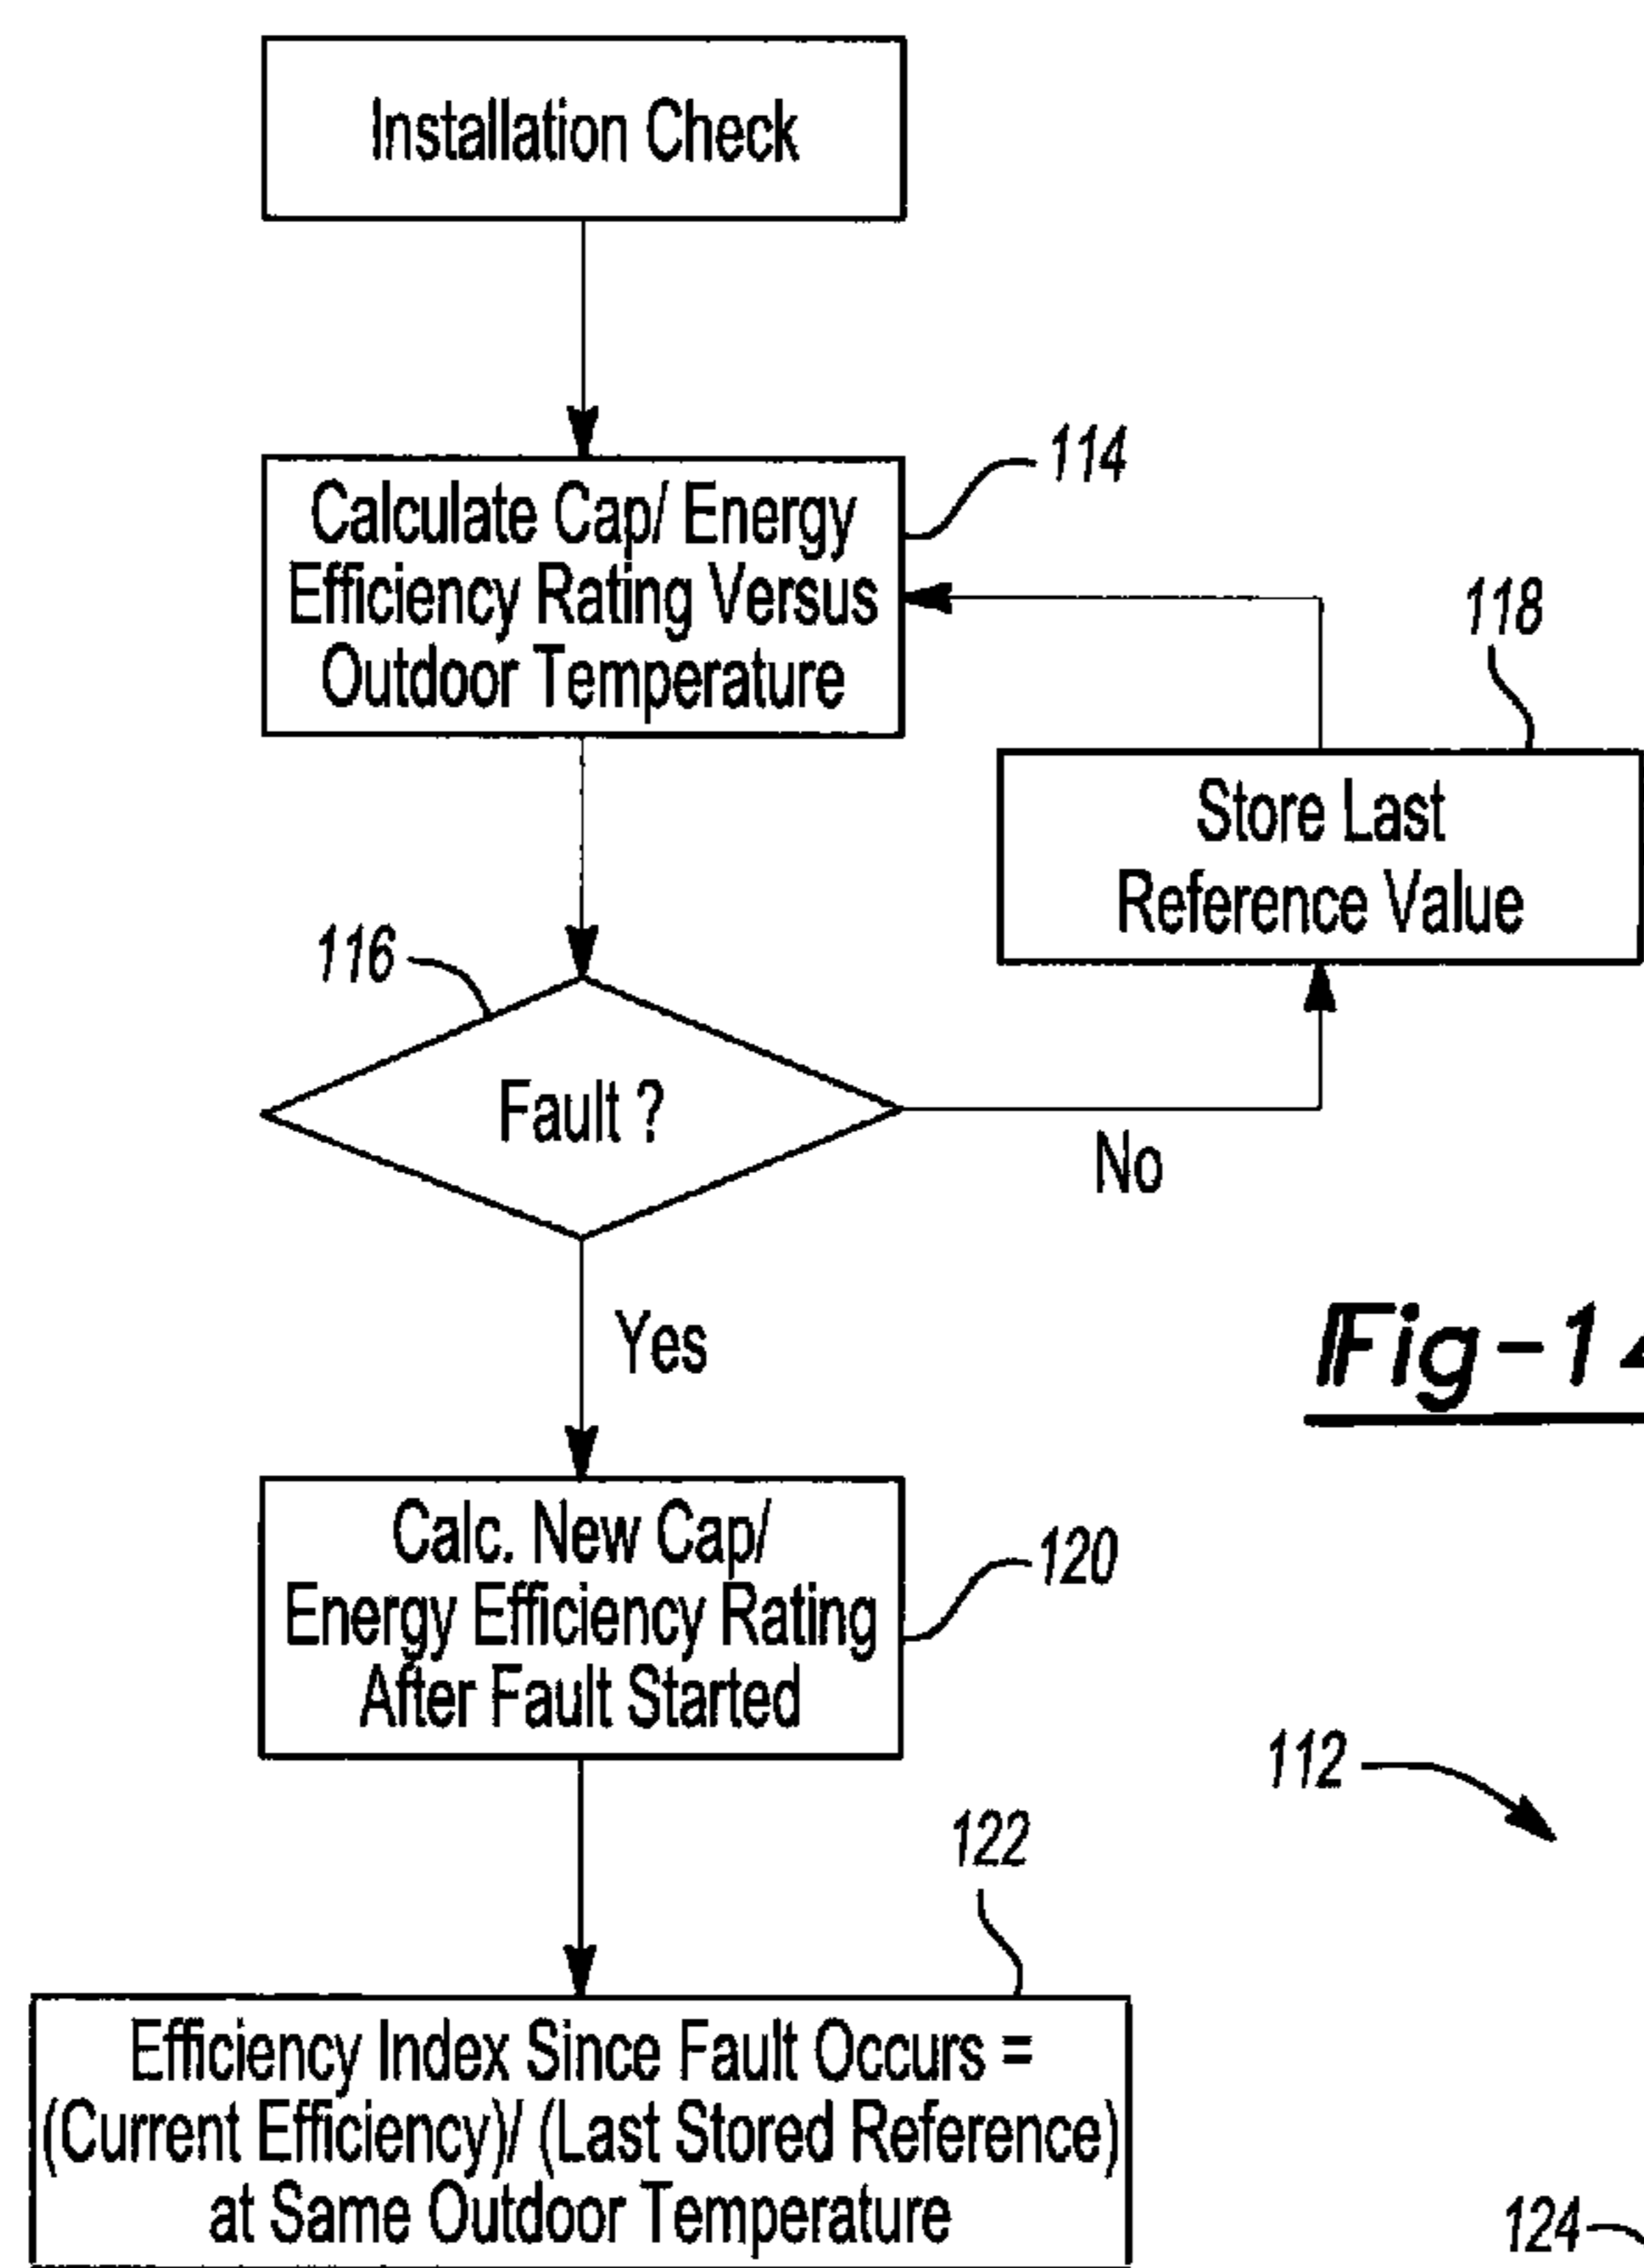 Installation Check
114
Calculate Cap/ Energy
Efficiency Rating Versus
Outdoor Temperature
118
Store Last
Reference Value
116
Fault ?
No
Yes
Fig-14
Calc. New Cap/
Energy Efficiency Rating
After Fault Started
120
112
122
Efficiency Index Since Fault Occurs =
(Current Efficiency)/ (Last Stored Reference)
at Same Outdoor Temperature
124